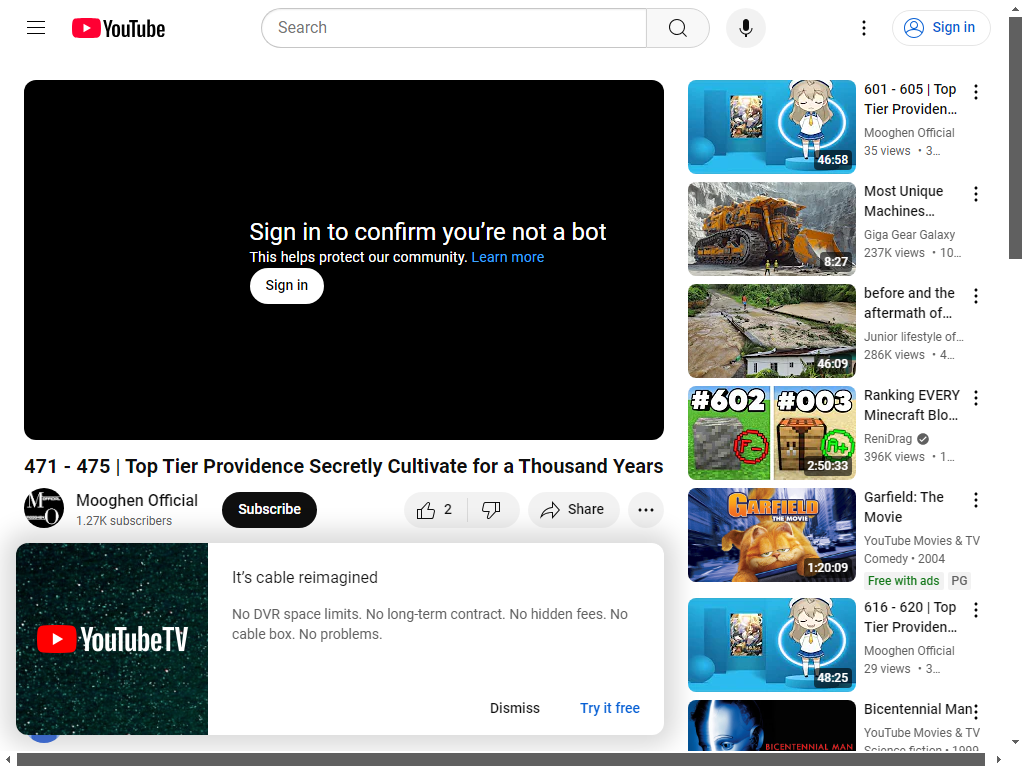 YouTube
Search
Sign in
Sign in to confirm you’re not a bot
This helps protect our community. Learn more
Sign in
471 - 475 | Top Tier Providence Secretly Cultivate for a Thousand Years
Mooghen Official
1.27K subscribers
Subscribe
2
Share
YouTubeTV
It’s cable reimagined
No DVR space limits. No long-term contract. No hidden fees. No
cable box. No problems.
Dismiss
Try it free
46:58
601 - 605 | Top
Tier Providen…
Mooghen Official
35 views • 3…
8:27
Most Unique
Machines…
Giga Gear Galaxy
237K views • 10…
46:09
before and the
aftermath of…
Junior lifestyle of…
286K views • 4…
#602 #003
2:50:33
Ranking EVERY
Minecraft Blo…
ReniDrag
396K views • 1…
GARFIELD
THE MOVIE
1:20:09
Garfield: The
Movie
YouTube Movies & TV
Comedy • 2004
Free with ads PG
48:25
616 - 620 | Top
Tier Providen…
Mooghen Official
29 views • 3…
BICENTENNIAL MAN
Bicentennial Man
YouTube Movies & TV
Science fiction • 1999